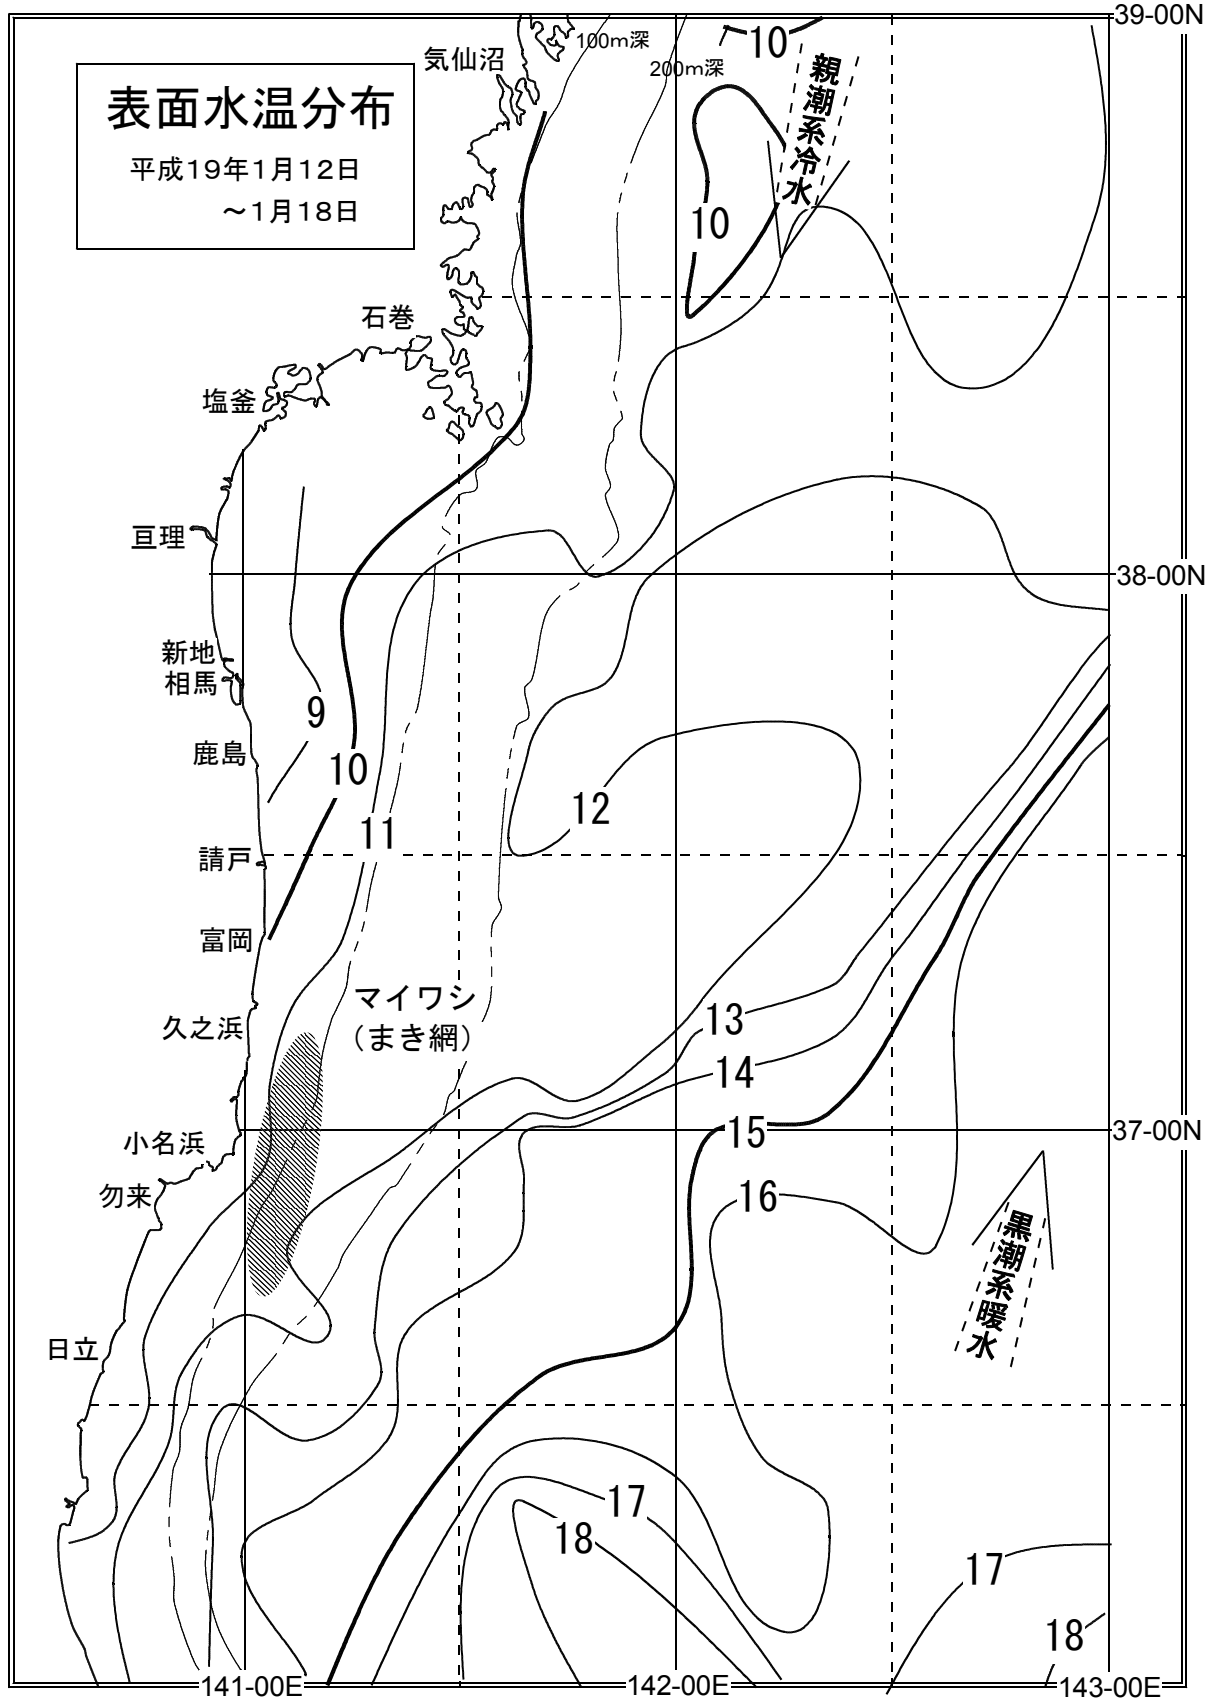 39-00N
100m深
気仙沼
10
200m深
親潮系冷水
表面水温分布
平成19年1月12日
～1月18日
10
石巻
塩釜
亘理
38-00N
新地
相馬
9
鹿島
10
12
11
請戸
富岡
マイワシ
(まき網)
13
久之浜
14
15
37-00N
小名浜
勿来
16
黒潮系暖水
日立
17
18
17
18
141-00E
142-00E
143-00E